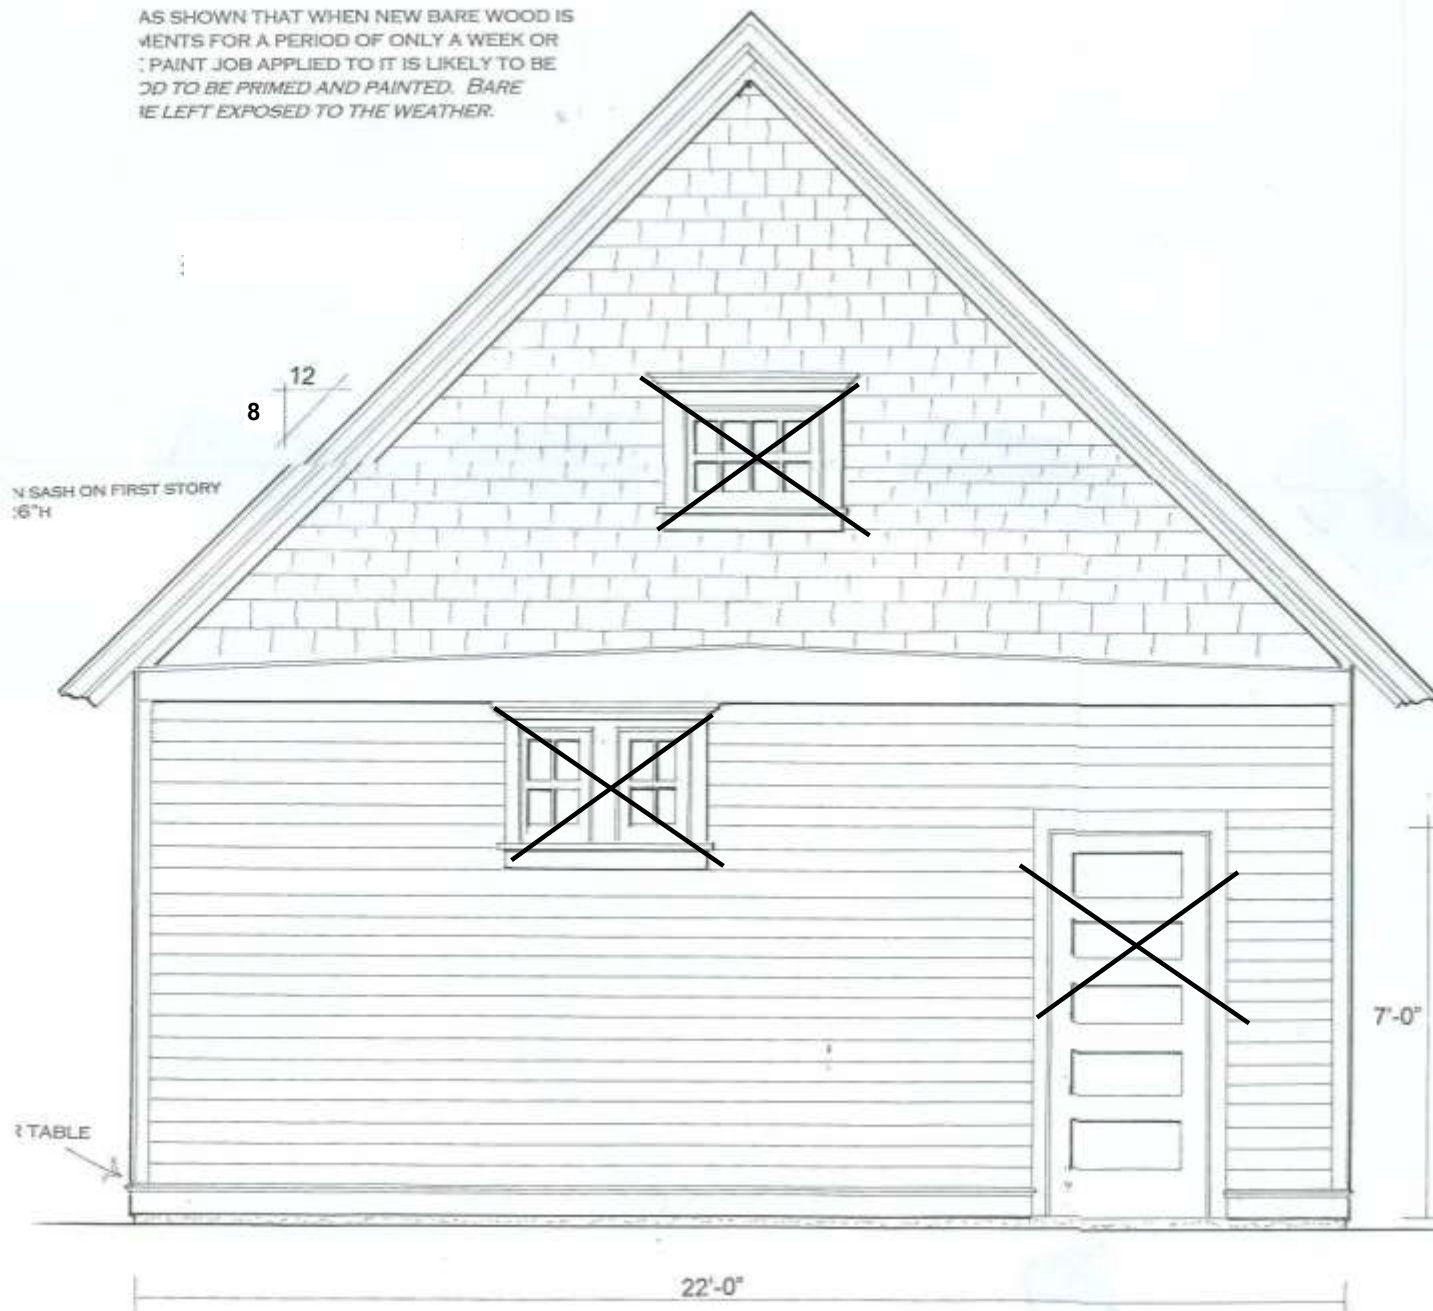 AS SHOWN THAT WHEN NEW BARE WOOD IS
MENTS FOR A PERIOD OF ONLY A WEEK OR
PAINT JOB APPLIED TO IT IS LIKELY TO BE
OD TO BE PRIMED AND PAINTED. BARE
LEFT EXPOSED TO THE WEATHER.
12
8
N SASH ON FIRST STORY
6"H
7'-0"
TABLE
22'-0"